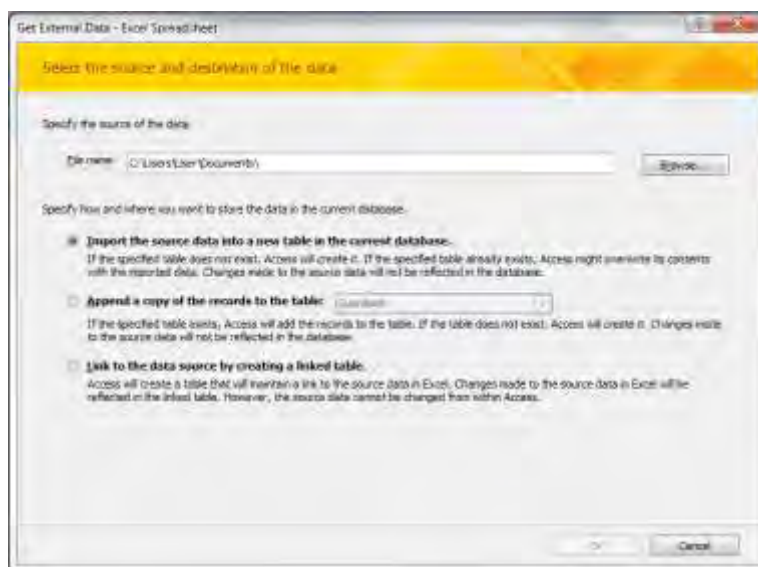 Get External Data - Excel Spreadsheet
Select the source and destination of the data
Specify the source of the data.
File name: C:\Users\User\Documents\
Browse...
Specify how and where you want to store the data in the current database.
Import the source data into a new table in the current database.
If the specified table does not exist, Access will create it. If the specified table already exists, Access might overwrite its contents
with the imported data. Changes made to the source data will not be reflected in the database.
Append a copy of the records to the table:
If the specified table exists, Access will add the records to the table. If the table does not exist, Access will create it. Changes made
to the source data will not be reflected in the database.
Link to the data source by creating a linked table.
Access will create a table that will maintain a link to the source data in Excel. Changes made to the source data in Excel will be
reflected in the linked table. However, the source data cannot be changed from within Access.
Cancel